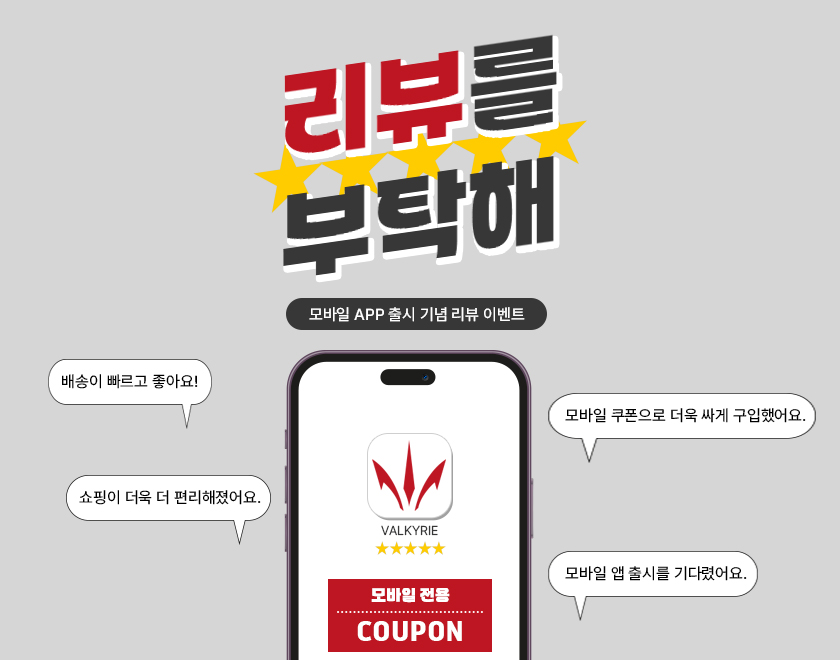 리뷰를
부탁해
모바일 APP 출시 기념 리뷰 이벤트
배송이 빠르고 좋아요!
모바일 쿠폰으로 더욱 싸게 구입했어요.
쇼핑이 더욱 더 편리해졌어요.
VALKYRIE
모바일 앱 출시를 기다렸어요.
모바일 전용
COUPON